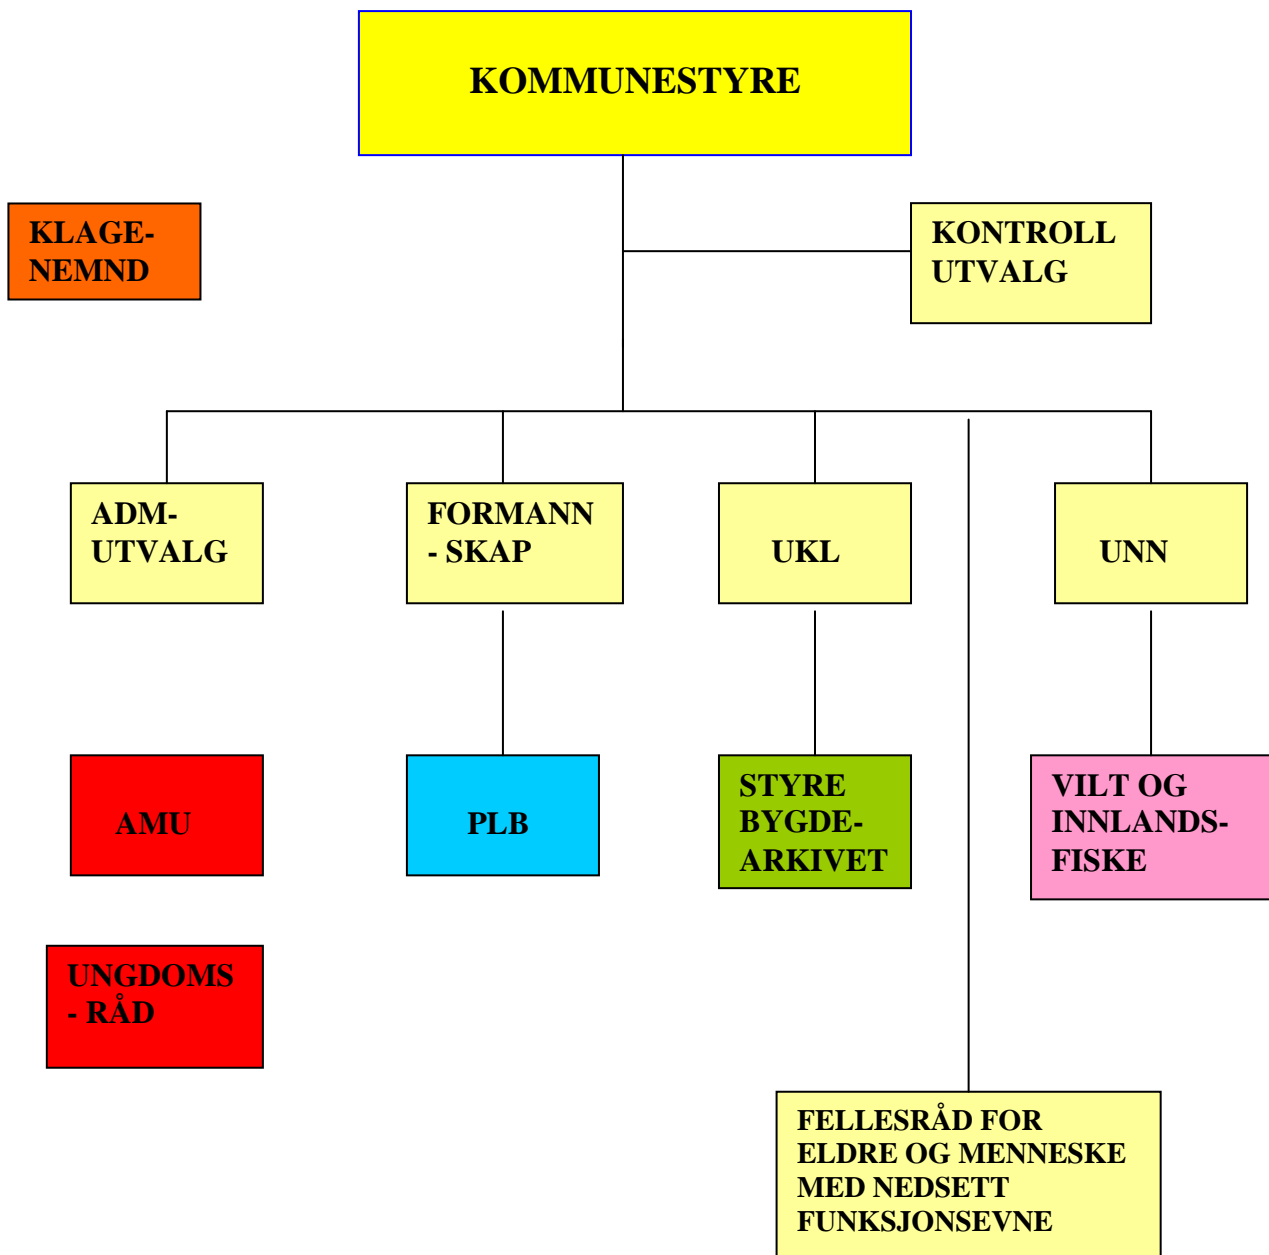 KOMMUNESTYRE
KLAGE-
NEMND
KONTROLL
UTVALG
ADM-
UTVALG
FORMANN
- SKAP
UKL
UNN
AMU
PLB
STYRE
BYGDE-
ARKIVET
VILT OG
INNLANDS-
FISKE
UNGDOMS
- RÅD
FELLESRÅD FOR
ELDRE OG MENNESKE
MED NEDSETT
FUNKSJONSEVNE